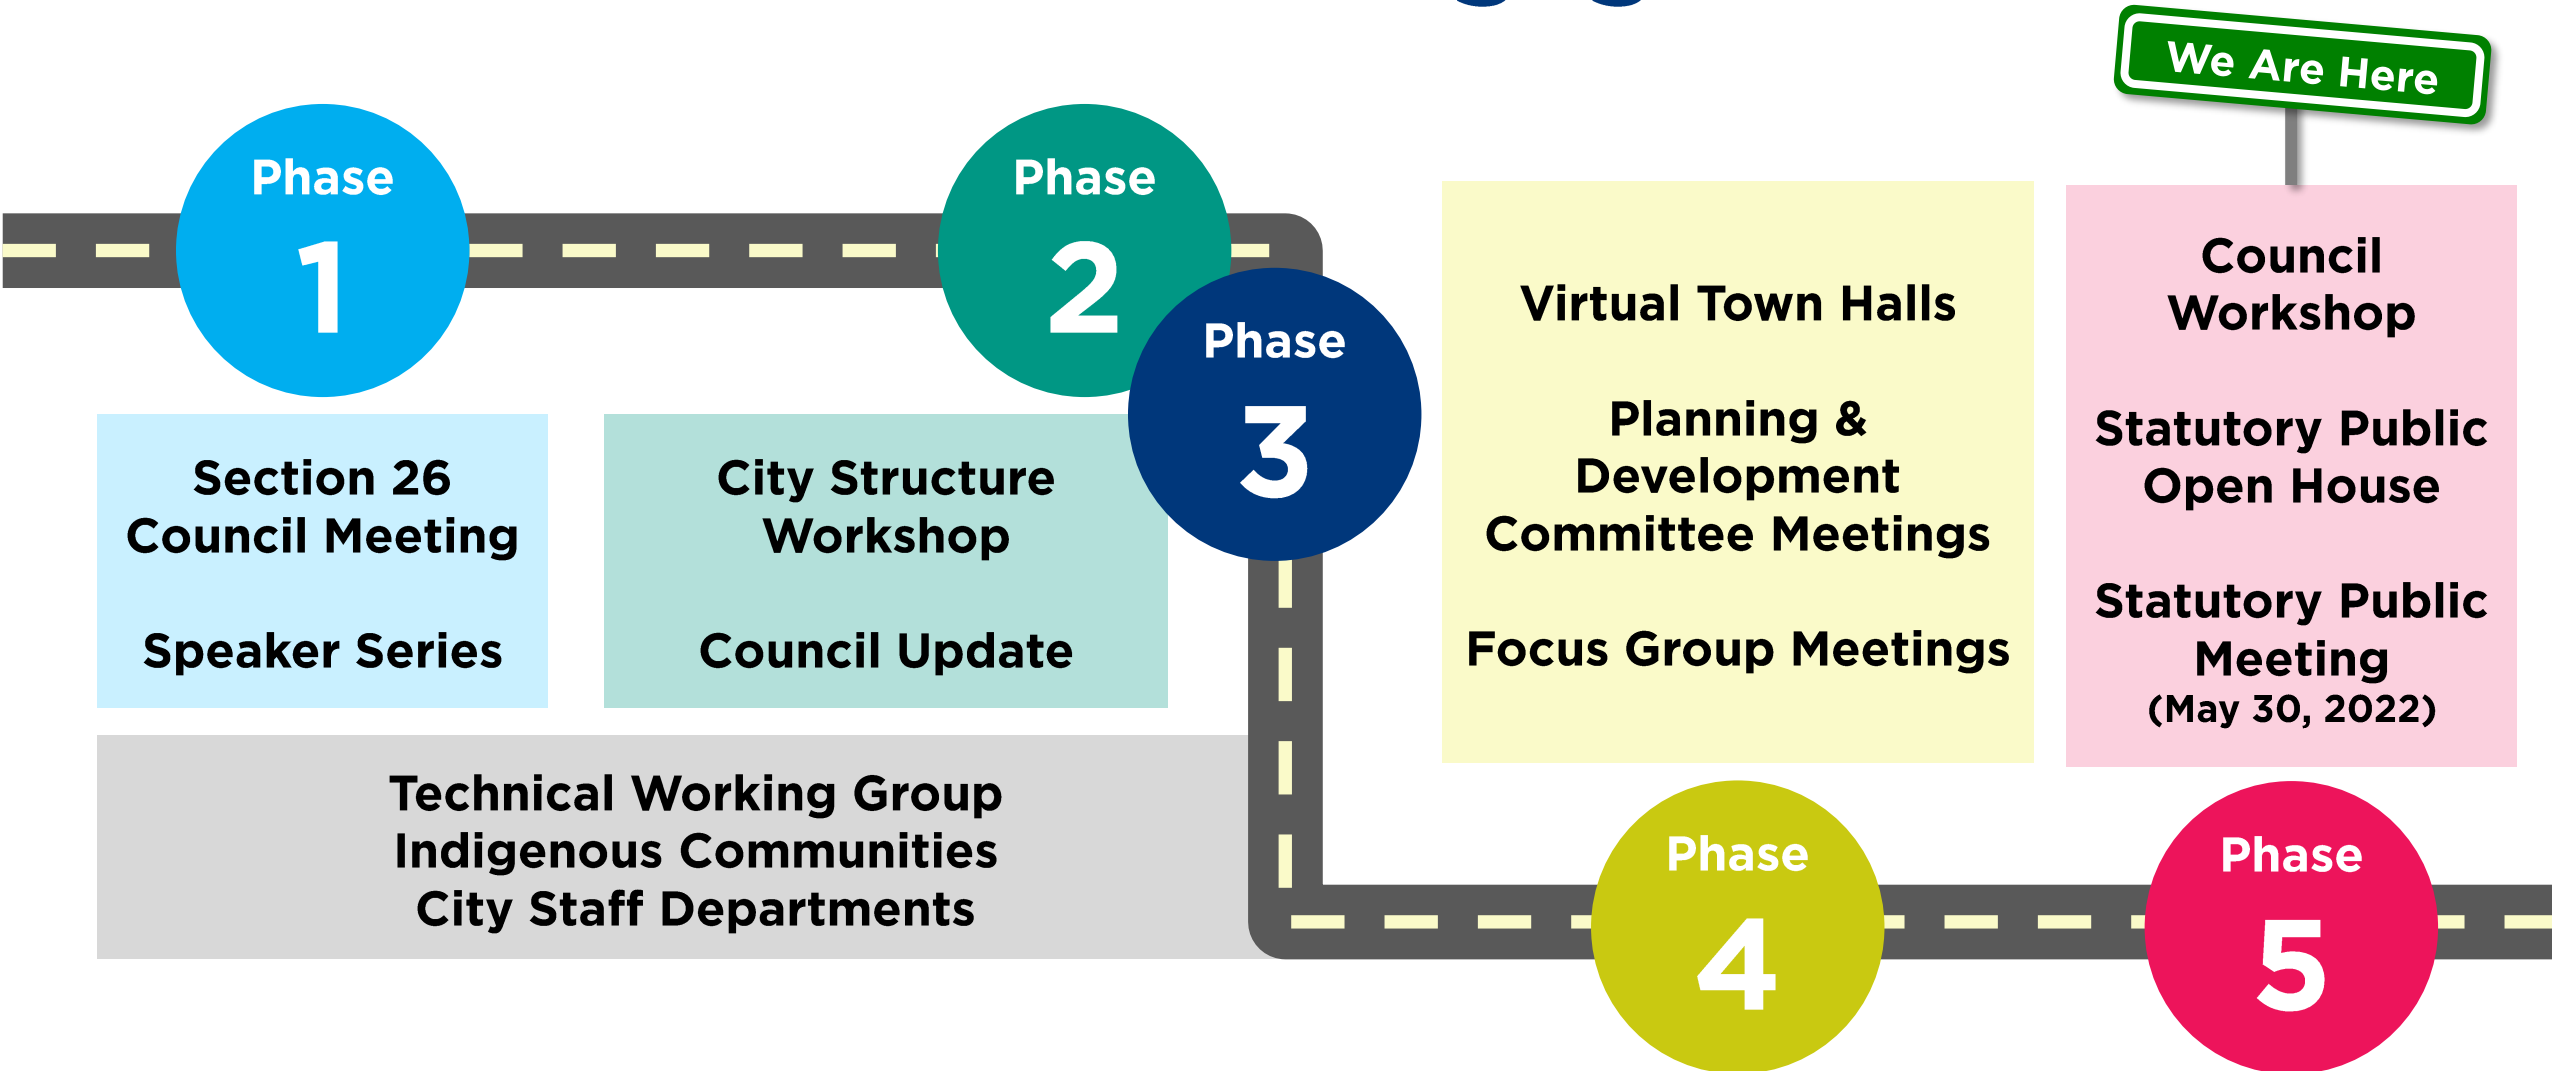 We Are Here
Phase
1
Phase
2
Phase
3
Section 26
Council Meeting
Speaker Series
City Structure
Workshop
Council Update
Technical Working Group
Indigenous Communities
City Staff Departments
Virtual Town Halls
Planning &
Development
Committee Meetings
Focus Group Meetings
Phase
4
Council
Workshop
Statutory Public
Open House
Statutory Public
Meeting
(May 30, 2022)
Phase
5